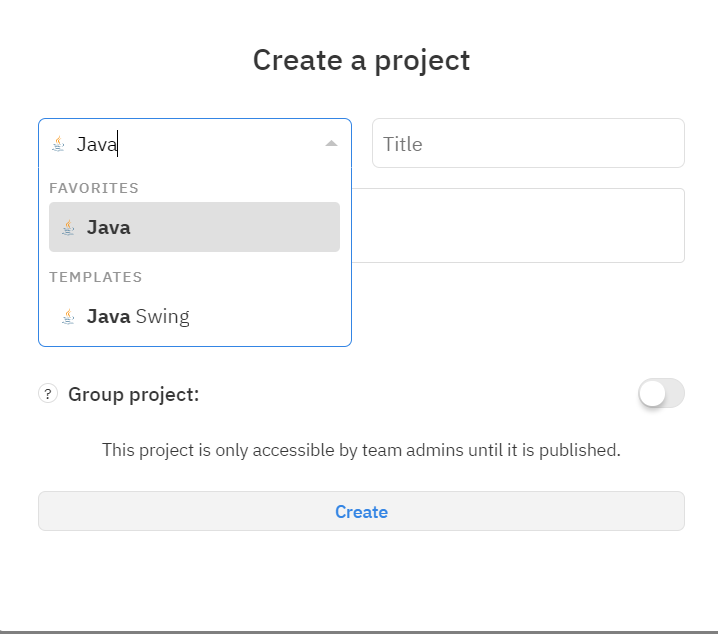 Create a project
Java
Title
FAVORITES
Java
TEMPLATES
Java Swing
? Group project:
This project is only accessible by team admins until it is published.
Create